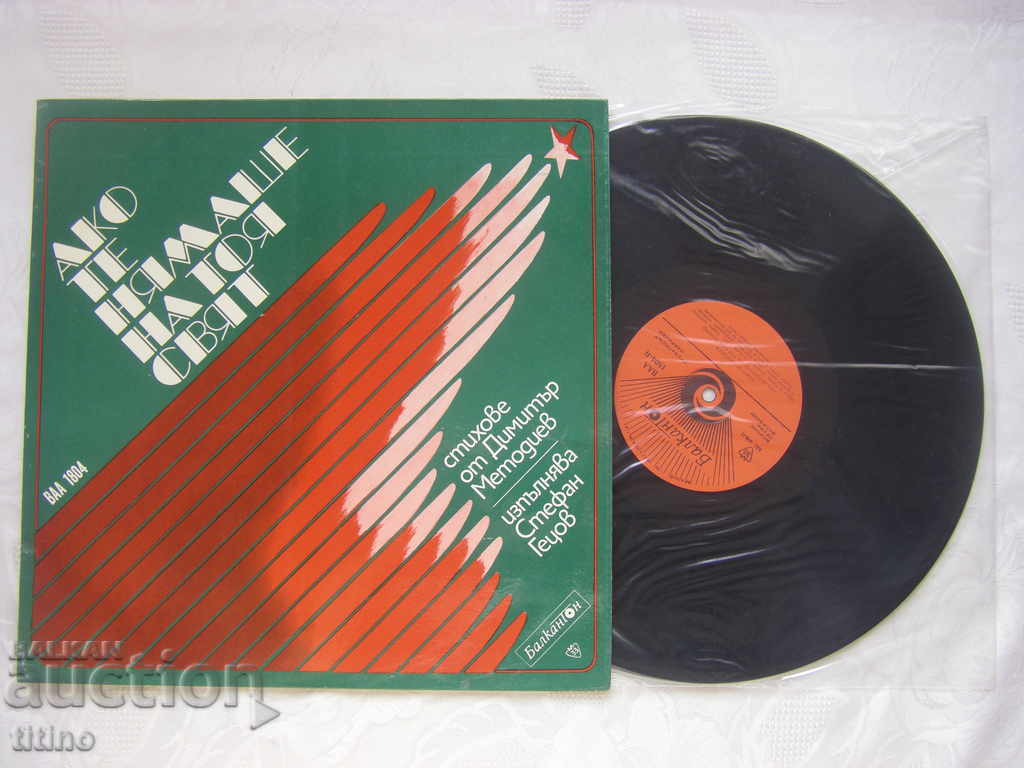 АКО
ТЕ
НЯМАШЕ
НА ТОЯ
СВЯТ
стихове
от Димитър
Методиев
изпълнява
Стефан
Гецов
ВАА 1804
Балкантон
Балкантон
ВАА
BALKAN
auction
titino